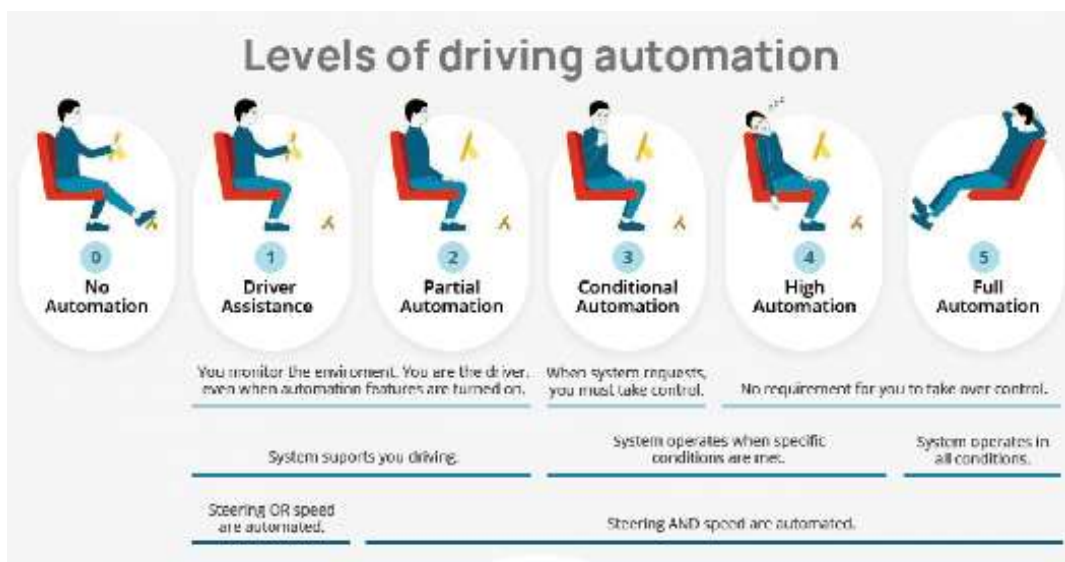 Levels of driving automation
zzz
0
No
Automation
1
Driver
Assistance
2
Partial
Automation
3
Conditional
Automation
4
High
Automation
5
Full
Automation
You monitor the enviroment. You are the driver,
even when automation features are turned on.
When system requests,
you must take control.
No requirement for you to take over control.
System suports you driving.
System operates when specific
conditions are met.
System operates in
all conditions.
Steering OR speed
are automated.
Steering AND speed are automated.